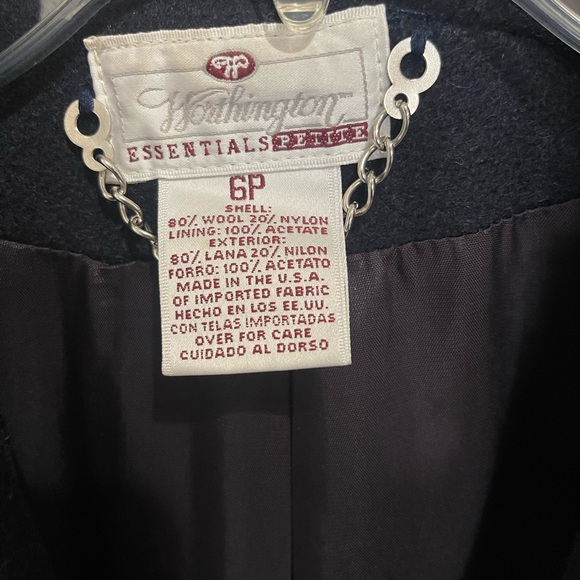 Worthington
ESSENTIALS PETITE
6P
SHELL:
80% WOOL 20% NYLON
LINING: 100% ACETATE
EXTERIOR:
80% LANA 20% NILON
FORRO: 100% ACETATO
MADE IN THE U.S.A.
OF IMPORTED FABRIC
HECHO EN LOS EE.UU.
CON TELAS IMPORTADAS
OVER FOR CARE
CUIDADO AL DORSO